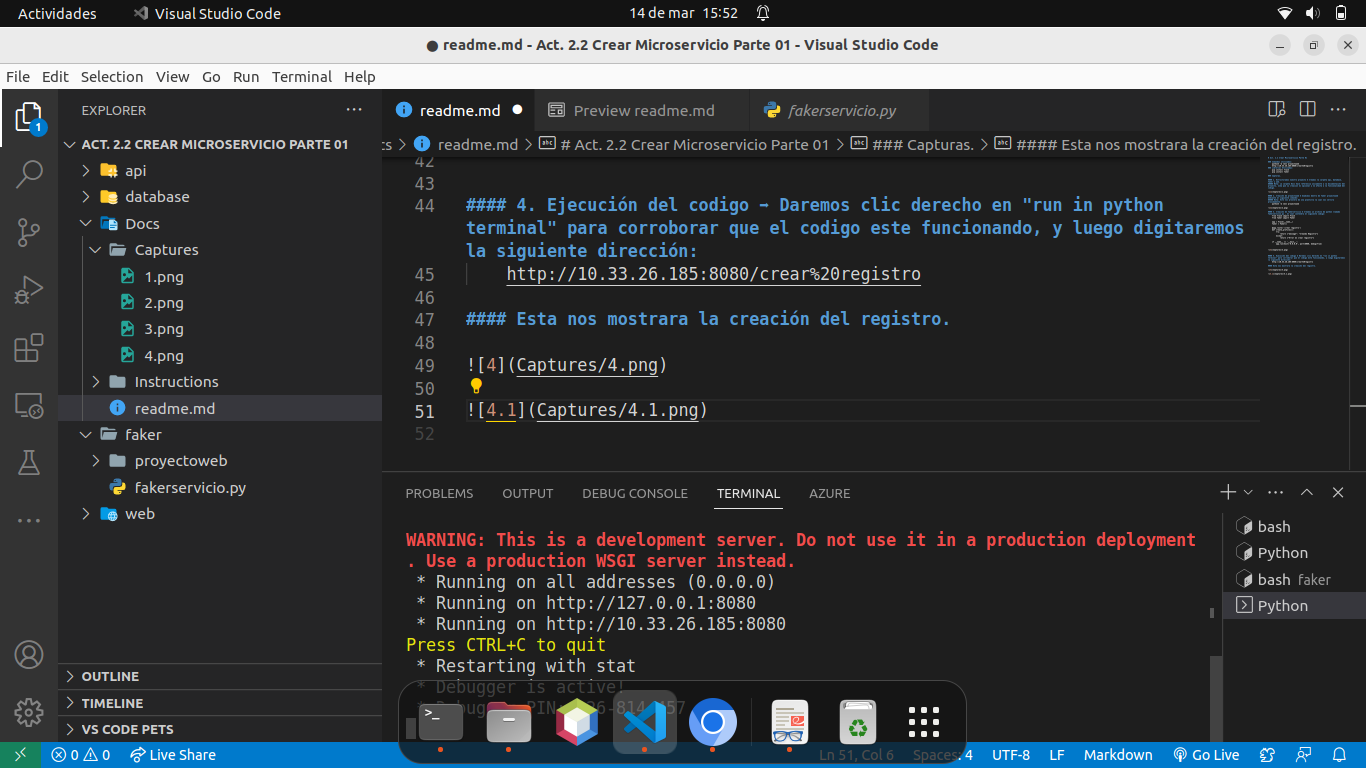 Actividades
Visual Studio Code
14 de mar 15:52
readme.md - Act. 2.2 Crear Microservicio Parte 01 - Visual Studio Code
File Edit Selection View Go Run Terminal Help
EXPLORER
ACT. 2.2 CREAR MICROSERVICIO PARTE 01
api
database
Docs
Captures
1.png
2.png
3.png
4.png
Instructions
readme.md
faker
proyectoweb
fakerservicio.py
web
OUTLINE
TIMELINE
VS CODE PETS
1
readme.md
Preview readme.md
fakerservicio.py
cs > readme.md > # Act. 2.2 Crear Microservicio Parte 01 > ### Capturas. > #### Esta nos mostrara la creación del registro.
42
43
44 #### 4. Ejecución del codigo ➡ Daremos clic derecho en "run in python
terminal" para corroborar que el codigo este funcionando, y luego digitaremos
la siguiente dirección:
45 http://10.33.26.185:8080/crear%20registro
46
47 #### Esta nos mostrara la creación del registro.
48
49 ![4](Captures/4.png)
50
51 ![4.1](Captures/4.1.png)
52
PROBLEMS OUTPUT DEBUG CONSOLE TERMINAL AZURE
WARNING: This is a development server. Do not use it in a production deployment
. Use a production WSGI server instead.
* Running on all addresses (0.0.0.0)
* Running on http://127.0.0.1:8080
* Running on http://10.33.26.185:8080
Press CTRL+C to quit
* Restarting with stat
* Debugger is active!
bash
Python
bash faker
Python
0 0 Live Share
Ln 51, Col 6 Spaces: 4 UTF-8 LF Markdown Go Live